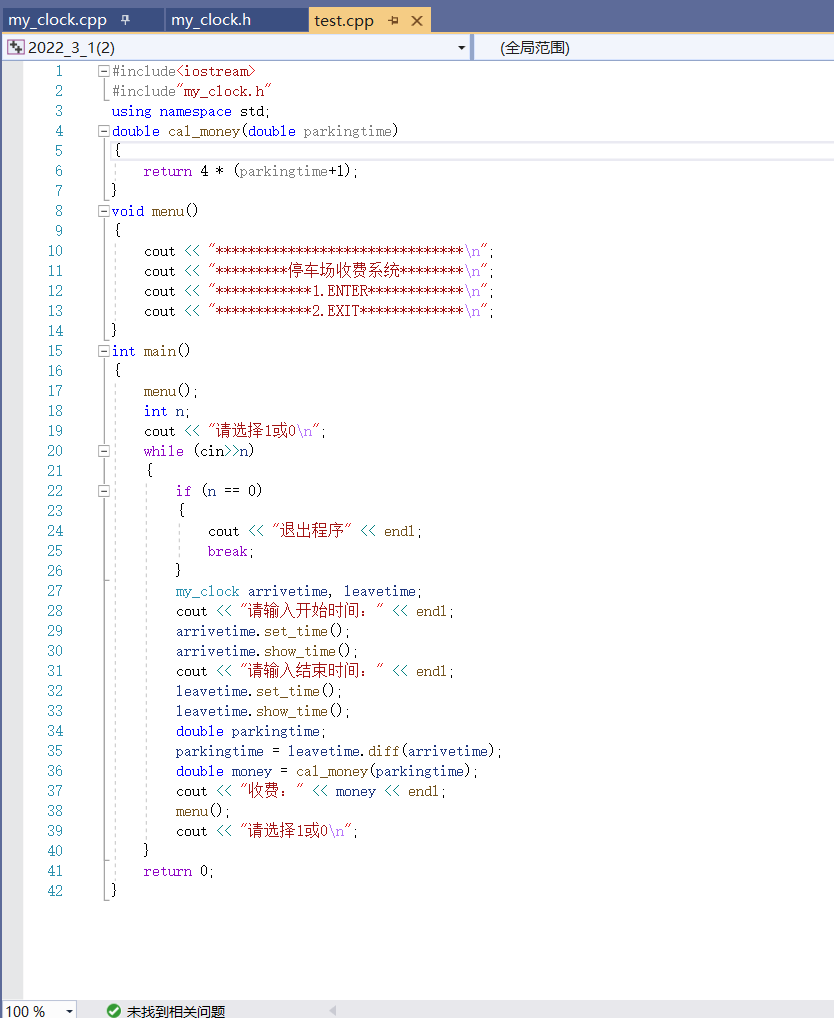 my_clock.cpp my_clock.h test.cpp
2022_3_1(2) (全局范围)
1 #include<iostream>
2 #include"my_clock.h"
3 using namespace std;
4 double cal_money(double parkingtime)
5 {
6 return 4 * (parkingtime+1);
7 }
8 void menu()
9 {
10 cout << "*******************************\n";
11 cout << "*********停车场收费系统********\n";
12 cout << "************1.ENTER************\n";
13 cout << "************2.EXIT*************\n";
14 }
15 int main()
16 {
17 menu();
18 int n;
19 cout << "请选择1或0\n";
20 while (cin>>n)
21 {
22 if (n == 0)
23 {
24 cout << "退出程序" << endl;
25 break;
26 }
27 my_clock arrivetime, leavetime;
28 cout << "请输入开始时间：" << endl;
29 arrivetime.set_time();
30 arrivetime.show_time();
31 cout << "请输入结束时间：" << endl;
32 leavetime.set_time();
33 leavetime.show_time();
34 double parkingtime;
35 parkingtime = leavetime.diff(arrivetime);
36 double money = cal_money(parkingtime);
37 cout << "收费：" << money << endl;
38 menu();
39 cout << "请选择1或0\n";
40 }
41 return 0;
42 }
100 % 未找到相关问题